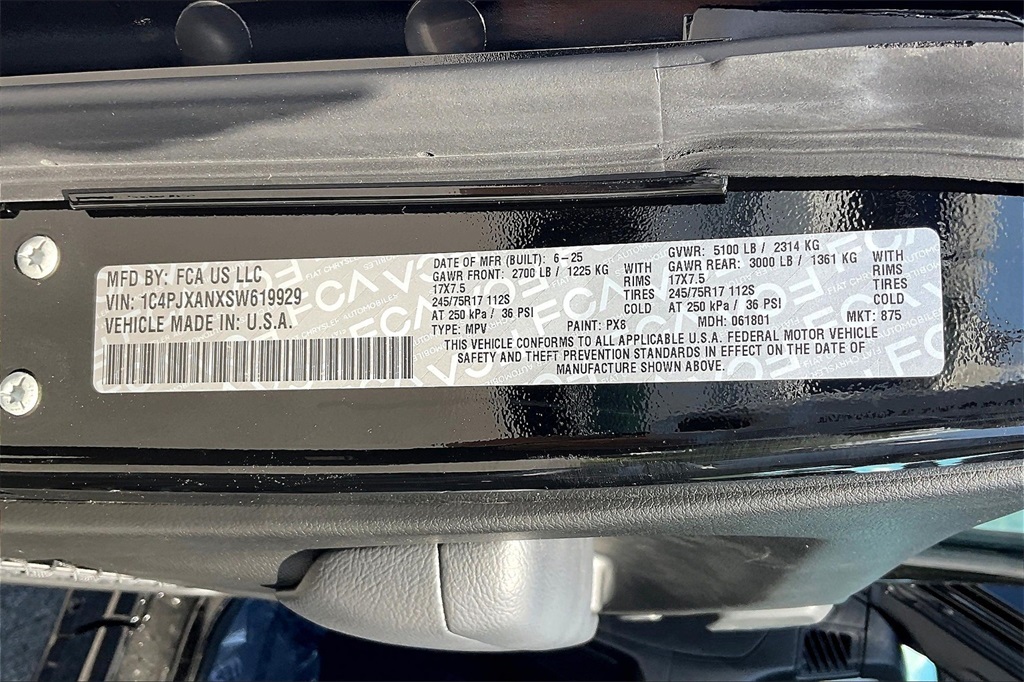 MFD BY: FCA US LLC
VIN: 1C4PJXANXSW619929
VEHICLE MADE IN: U.S.A.
DATE OF MFR (BUILT): 6-25
GVWR: 5100 LB / 2314 KG
GAWR FRONT: 2700 LB / 1225 KG WITH
GAWR REAR: 3000 LB / 1361 KG WITH
17X7.5 RIMS
17X7.5 RIMS
245/75R17 112S TIRES
245/75R17 112S TIRES
AT 250 kPa / 36 PSI COLD
AT 250 kPa / 36 PSI COLD
TYPE: MPV PAINT: PX8 MDH: 061801 MKT: 875
THIS VEHICLE CONFORMS TO ALL APPLICABLE U.S.A. FEDERAL MOTOR VEHICLE
SAFETY AND THEFT PREVENTION STANDARDS IN EFFECT ON THE DATE OF
MANUFACTURE SHOWN ABOVE.